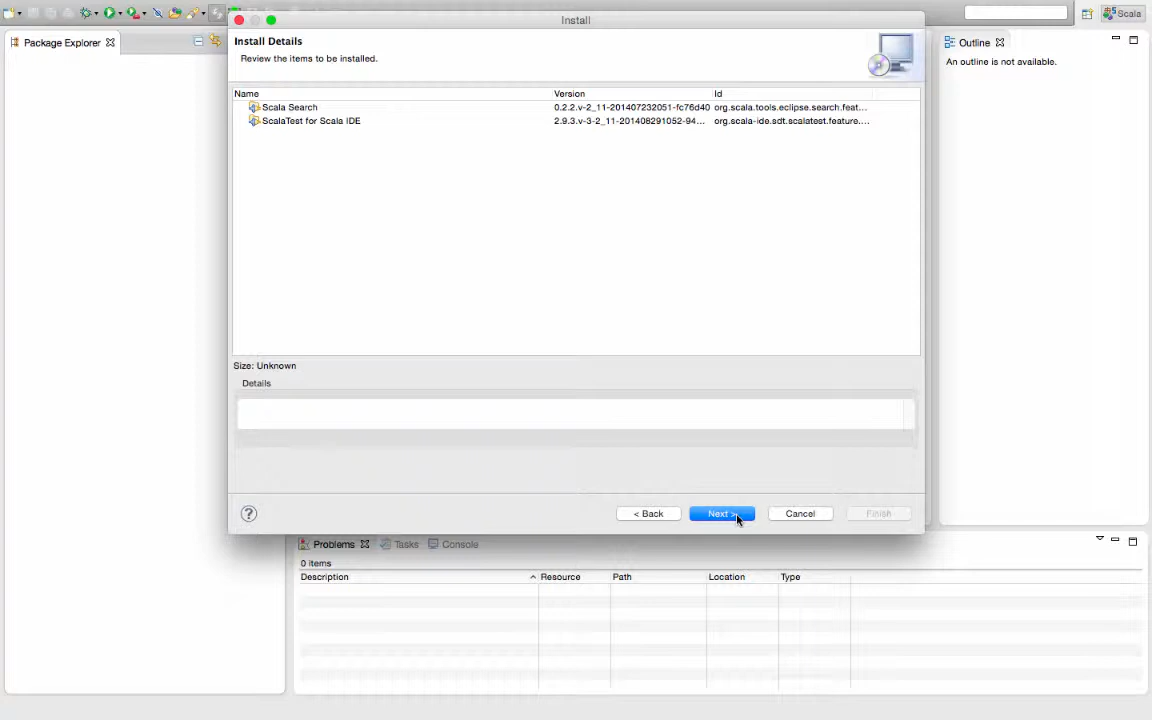 Install
Scala
Package Explorer
Install Details
Review the items to be installed.
Outline
An outline is not available.
Name Version Id
Scala Search 0.2.2.v-2_11-201407232051-fc76d40 org.scala.tools.eclipse.search.feat...
ScalaTest for Scala IDE 2.9.3.v-3-2_11-201408291052-94... org.scala-ide.sdt.scalatest.feature....
Size: Unknown
Details
?
< Back Next > Cancel Finish
Problems Tasks Console
0 items
Description Resource Path Location Type